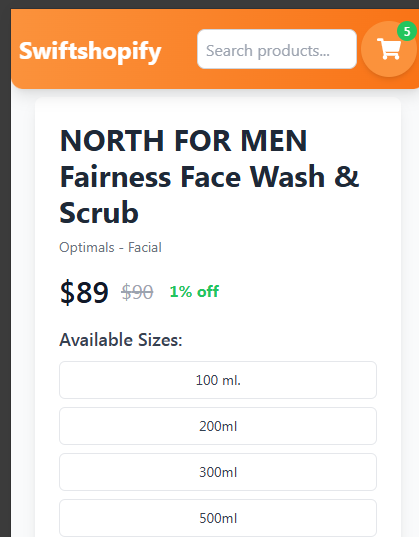 Swiftshopify
Search products...
5
NORTH FOR MEN
Fairness Face Wash &
Scrub
Optimals - Facial
$89 $90 1% off
Available Sizes:
100 ml.
200ml
300ml
500ml